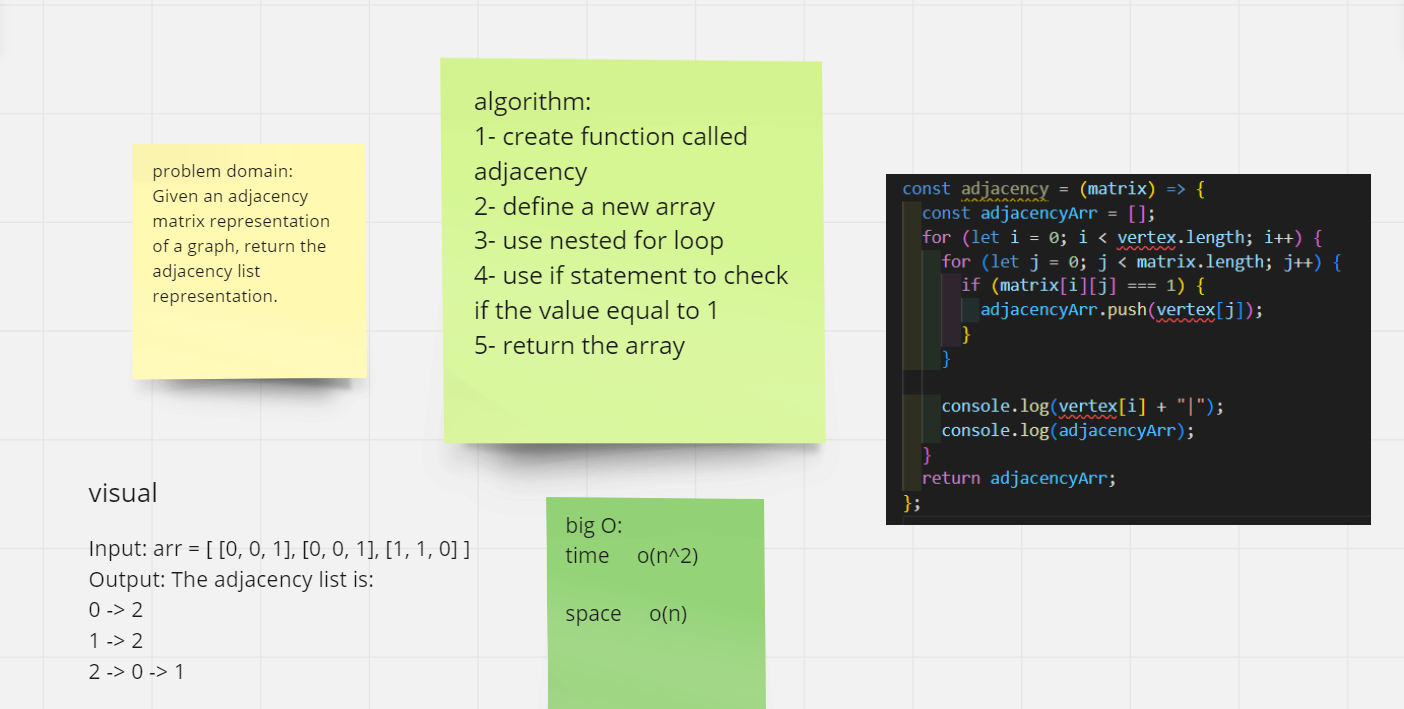 problem domain:
Given an adjacency
matrix representation
of a graph, return the
adjacency list
representation.
algorithm:
1- create function called
adjacency
2- define a new array
3- use nested for loop
4- use if statement to check
if the value equal to 1
5- return the array
const adjacency = (matrix) => {
const adjacencyArr = [];
for (let i = 0; i < vertex.length; i++) {
for (let j = 0; j < matrix.length; j++) {
if (matrix[i][j] === 1) {
adjacencyArr.push(vertex[j]);
}
}
console.log(vertex[i] + "|");
console.log(adjacencyArr);
}
return adjacencyArr;
};
visual
Input: arr = [ [0, 0, 1], [0, 0, 1], [1, 1, 0] ]
Output: The adjacency list is:
0 -> 2
1 -> 2
2 -> 0 -> 1
big O:
time o(n^2)
space o(n)